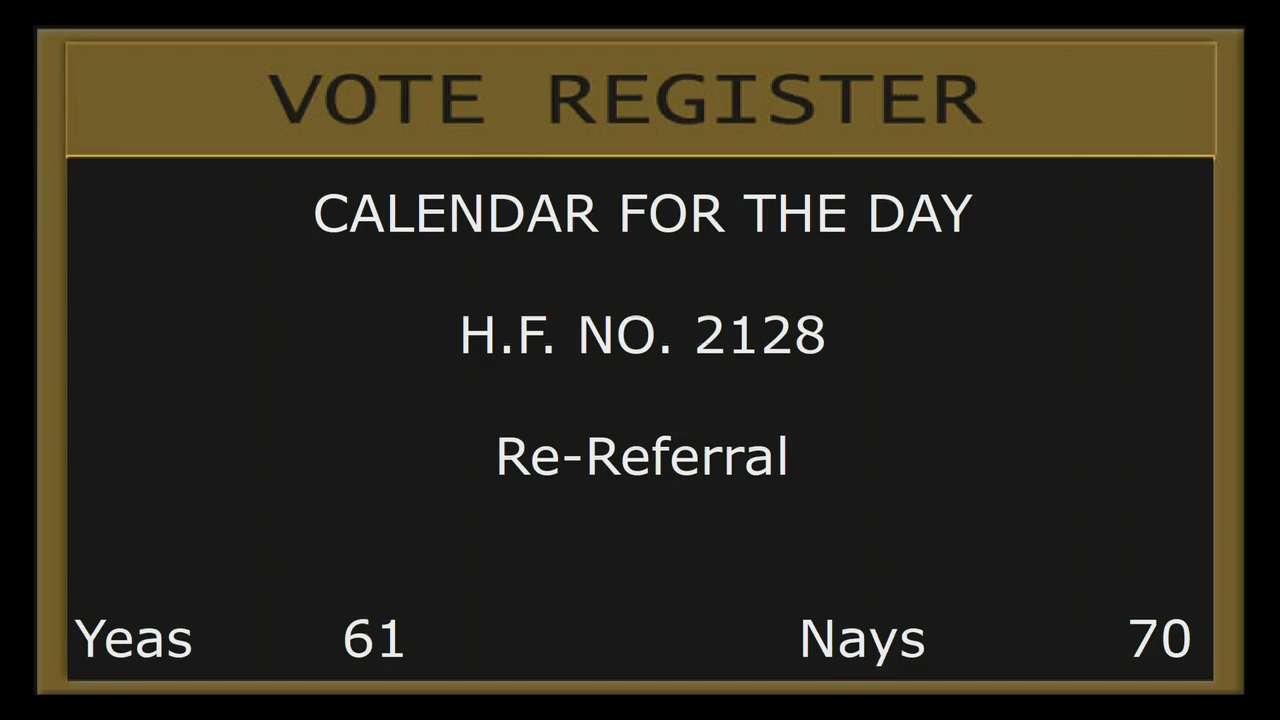 VOTE REGISTER
CALENDAR FOR THE DAY
H.F. NO. 2128
Re-Referral
Yeas 61 Nays 70